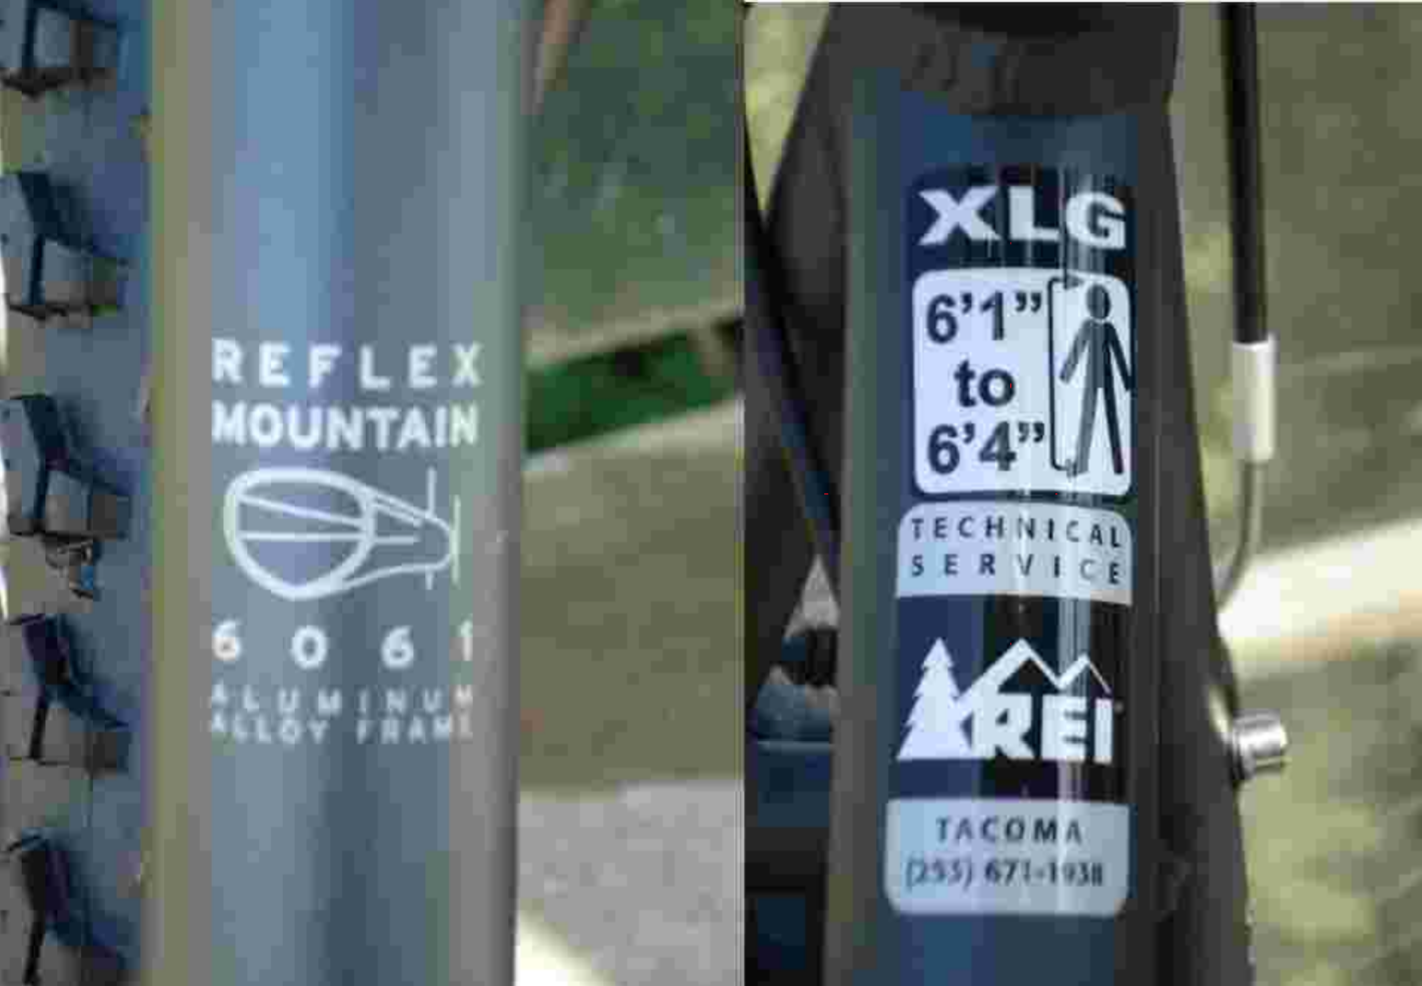 REFLEX
MOUNTAIN
6061
ALUMINUM
ALLOY FRAME
XLG
6'1"
to
6'4"
TECHNICAL
SERVICE
REI
TACOMA
(253) 671-1938